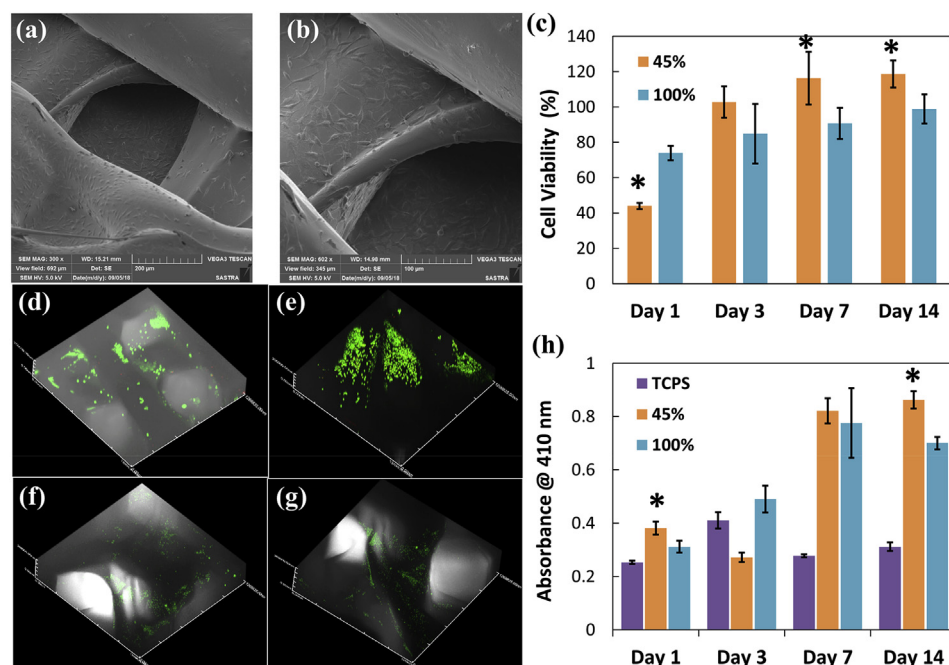 (a)
SEM MAG: 300 x WD: 15.21 mm VEGA3 TESCAN
View field: 692 µm Det: SE 200 µm
SEM HV: 5.0 kV Date(m/d/y): 09/05/18 SASTRA
(b)
SEM MAG: 602 x WD: 14.98 mm VEGA3 TESCAN
View field: 345 µm Det: SE 100 µm
SEM HV: 5.0 kV Date(m/d/y): 09/05/18 SASTRA
(c)
140
120
100
80
60
40
20
0
Cell Viability (%)
45%
100%
*
*
*
Day 1 Day 3 Day 7 Day 14
(d)
(e)
(f)
(g)
(h)
1
0.8
0.6
0.4
0.2
0
Absorbance @ 410 nm
TCPS
45%
100%
*
*
Day 1 Day 3 Day 7 Day 14